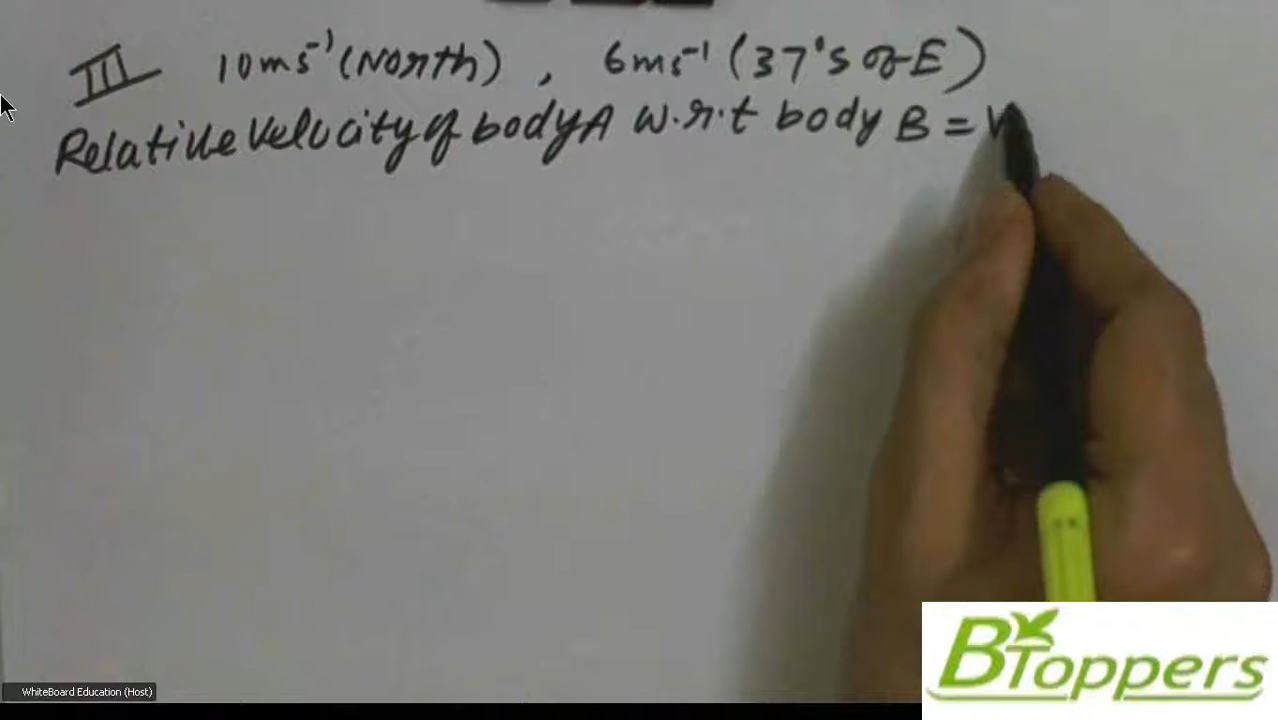 III 10ms⁻¹(North), 6ms⁻¹ (37°s of E)
Relative Velocity of body A w.r.t body B = V
WhiteBoard Education (Host)
BToppers